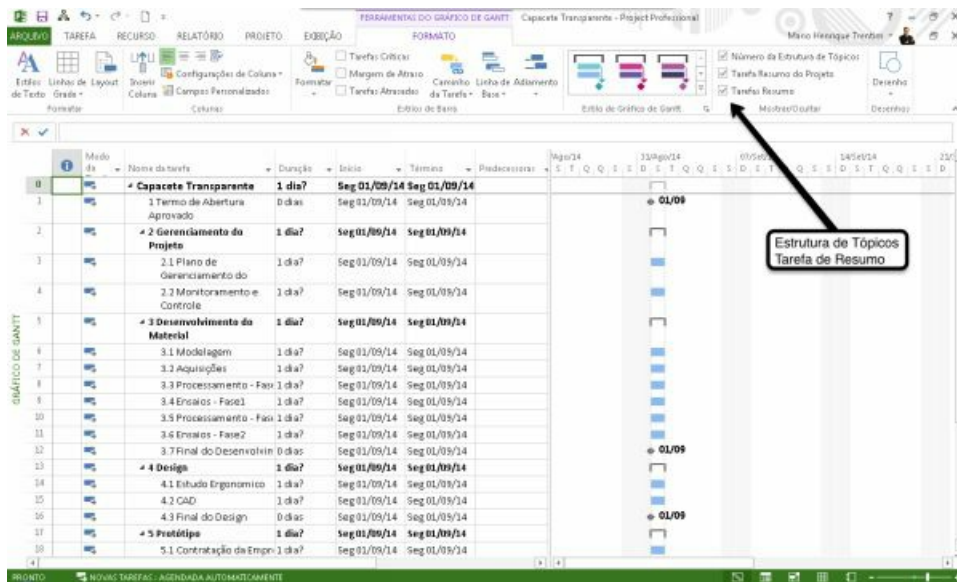 FERRAMENTAS DO GRÁFICO DE GANTT
Capacete Transparente - Project Professional
ARQUIVO TAREFA RECURSO RELATÓRIO PROJETO EXIBIÇÃO FORMATO
Mario Henrique Trentim
Estilos de Texto
Linhas de Grade
Layout
Formatar
Inserir Coluna
Configurações de Coluna
Campos Personalizados
Colunas
Formatar
Tarefas Críticas
Margem de Atraso
Tarefas Atrasadas
Caminho da Tarefa
Linha de Base
Adiamento
Estilos de Barra
Estilo de Gráfico de Gantt
Número da Estrutura de Tópicos
Tarefa Resumo do Projeto
Tarefas Resumo
Mostrar/Ocultar
Desenho
Desenhos
Modo da
Nome da tarefa
Duração
Início
Término
Predecessoras
31/Ago/14
14/Set/14
0 Capacete Transparente 1 dia? Seg 01/09/14 Seg 01/09/14
1 1 Termo de Abertura Aprovado 0 dias Seg 01/09/14 Seg 01/09/14 01/09
2 2 Gerenciamento do Projeto 1 dia? Seg 01/09/14 Seg 01/09/14
3 2.1 Plano de Gerenciamento do 1 dia? Seg 01/09/14 Seg 01/09/14
4 2.2 Monitoramento e Controle 1 dia? Seg 01/09/14 Seg 01/09/14
5 3 Desenvolvimento do Material 1 dia? Seg 01/09/14 Seg 01/09/14
6 3.1 Modelagem 1 dia? Seg 01/09/14 Seg 01/09/14
7 3.2 Aquisições 1 dia? Seg 01/09/14 Seg 01/09/14
8 3.3 Processamento - Fas 1 dia? Seg 01/09/14 Seg 01/09/14
9 3.4 Ensaios - Fase1 1 dia? Seg 01/09/14 Seg 01/09/14
10 3.5 Processamento - Fas 1 dia? Seg 01/09/14 Seg 01/09/14
11 3.6 Ensaios - Fase2 1 dia? Seg 01/09/14 Seg 01/09/14
12 3.7 Final do Desenvolvim 0 dias Seg 01/09/14 Seg 01/09/14 01/09
13 4 Design 1 dia? Seg 01/09/14 Seg 01/09/14
14 4.1 Estudo Ergonomico 1 dia? Seg 01/09/14 Seg 01/09/14
15 4.2 CAD 1 dia? Seg 01/09/14 Seg 01/09/14
16 4.3 Final do Design 0 dias Seg 01/09/14 Seg 01/09/14 01/09
17 5 Protótipo 1 dia? Seg 01/09/14 Seg 01/09/14
18 5.1 Contratação da Empr 1 dia? Seg 01/09/14 Seg 01/09/14
Estrutura de Tópicos
Tarefa de Resumo
GRÁFICO DE GANTT
PRONTO
NOVAS TAREFAS : AGENDADA AUTOMATICAMENTE